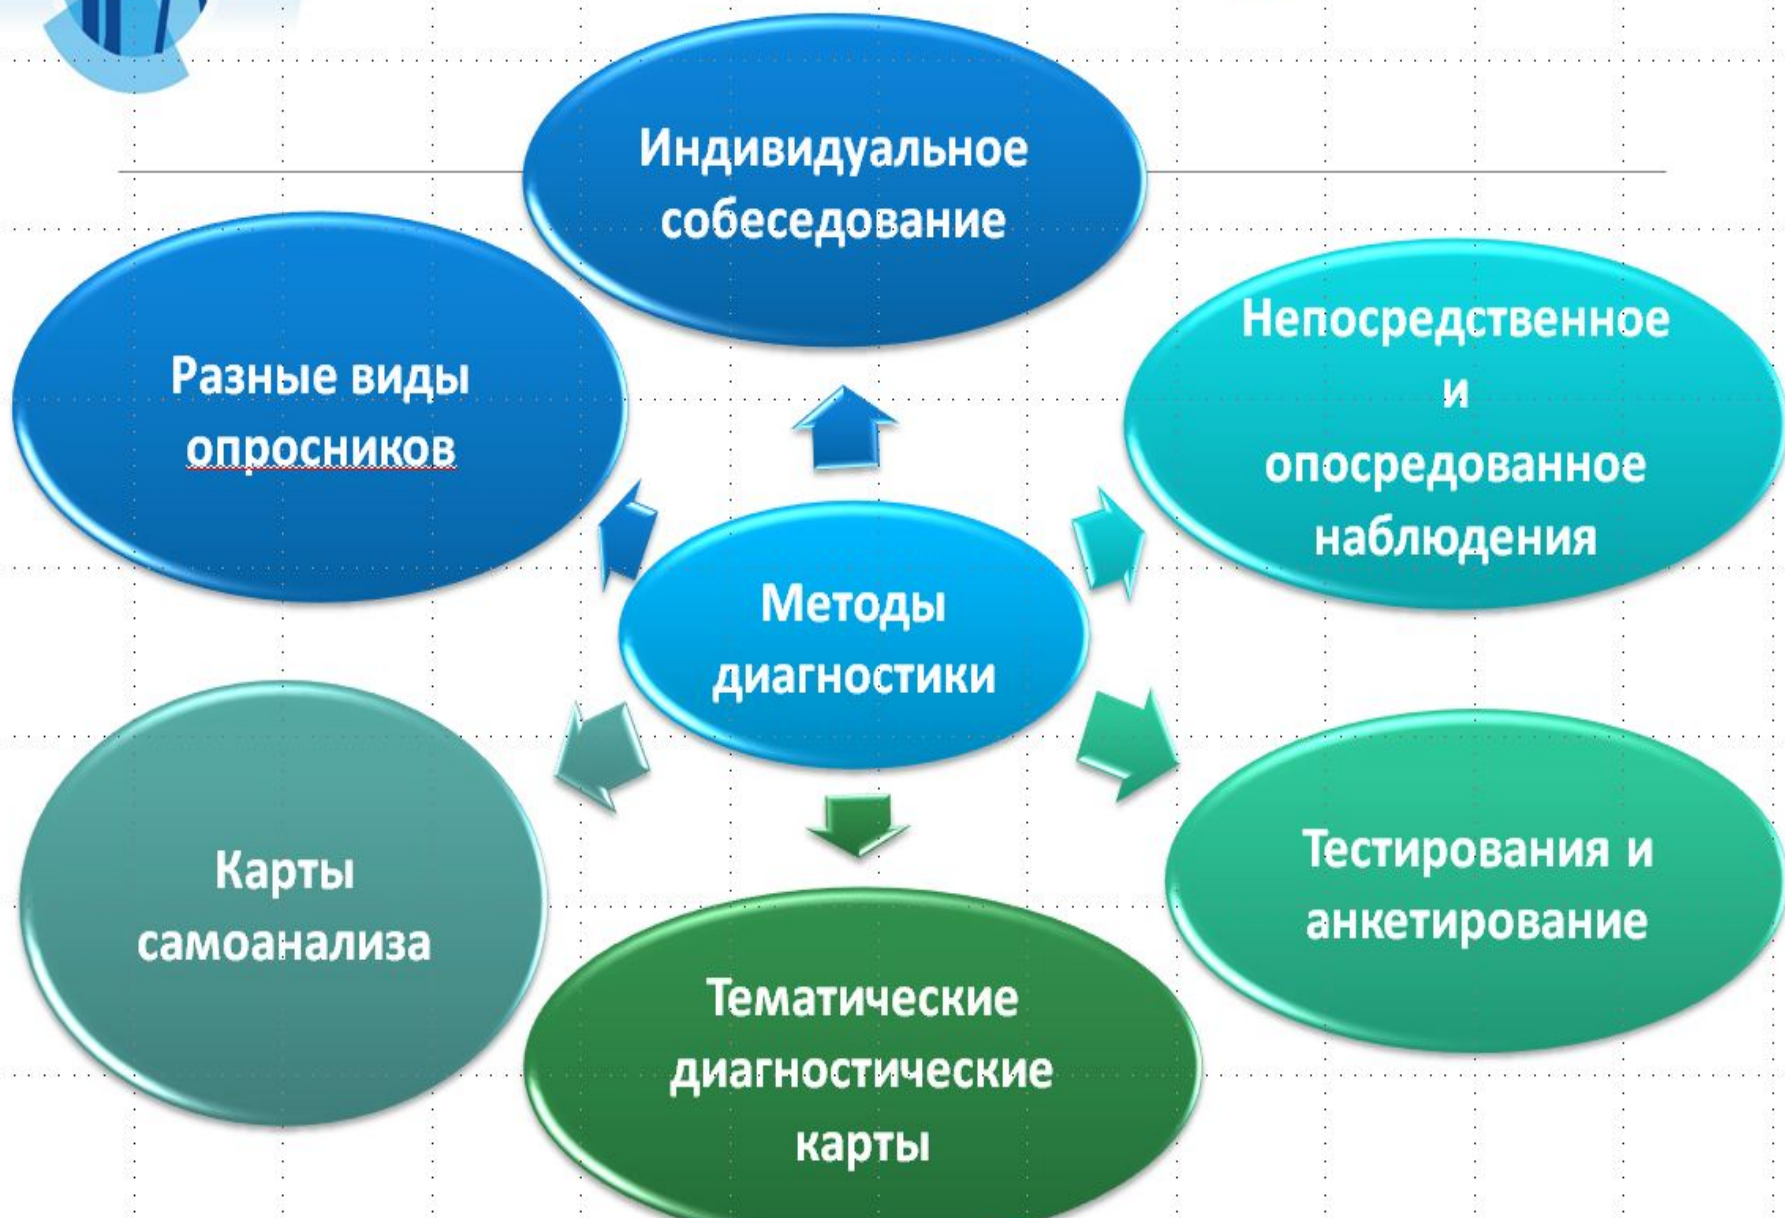 Индивидуальное
собеседование
Разные виды
опросников
Непосредственное
и
опосредованное
наблюдения
Методы
диагностики
Карты
самоанализа
Тестирования и
анкетирование
Тематические
диагностические
карты